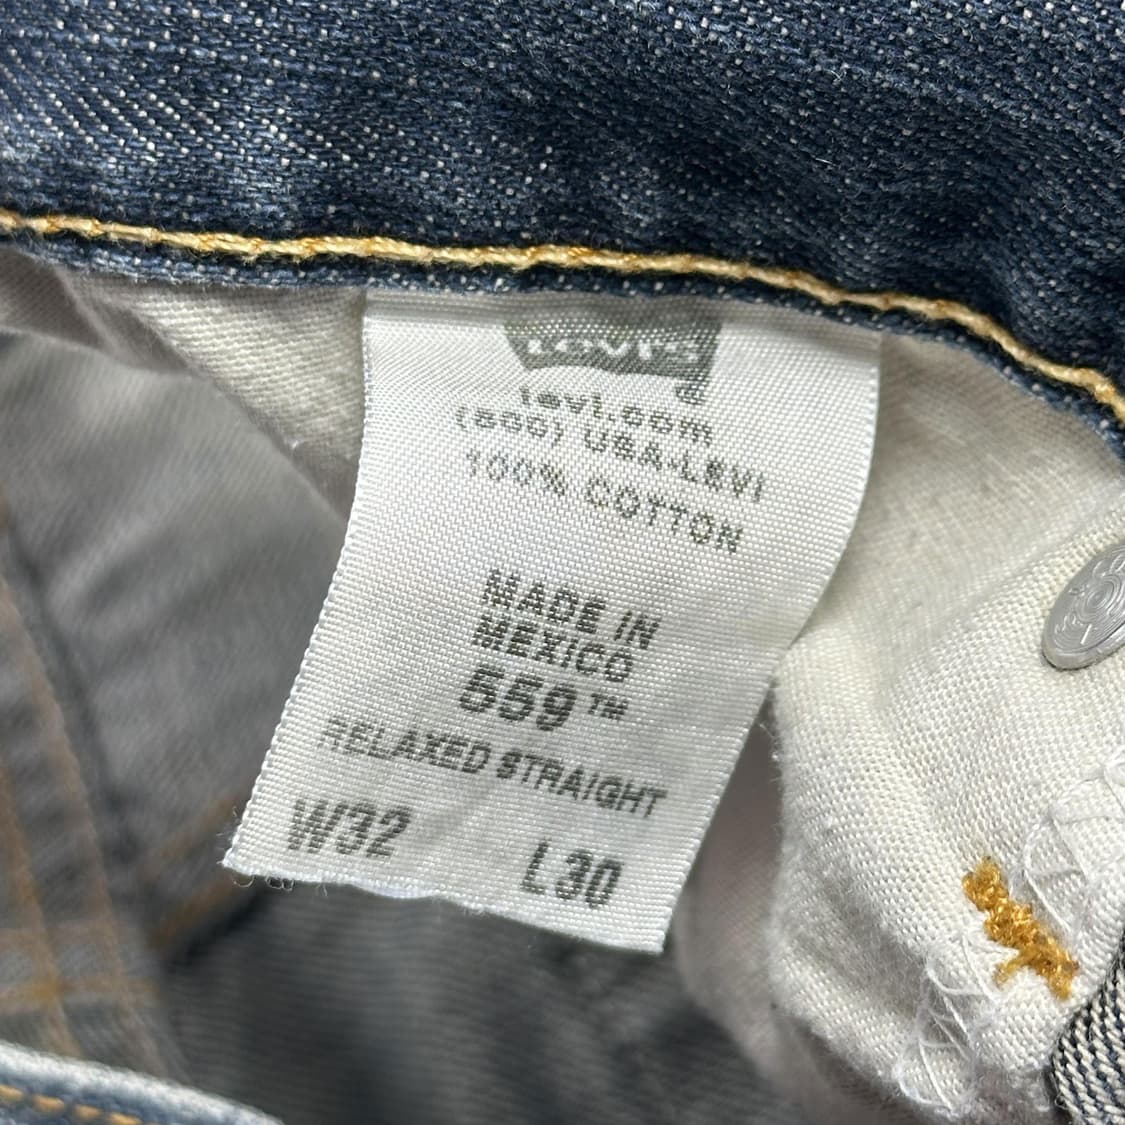 Levi's
levi.com
(800) USA-LEVI
100% COTTON
MADE IN
MEXICO
559™
RELAXED STRAIGHT
W32 L30